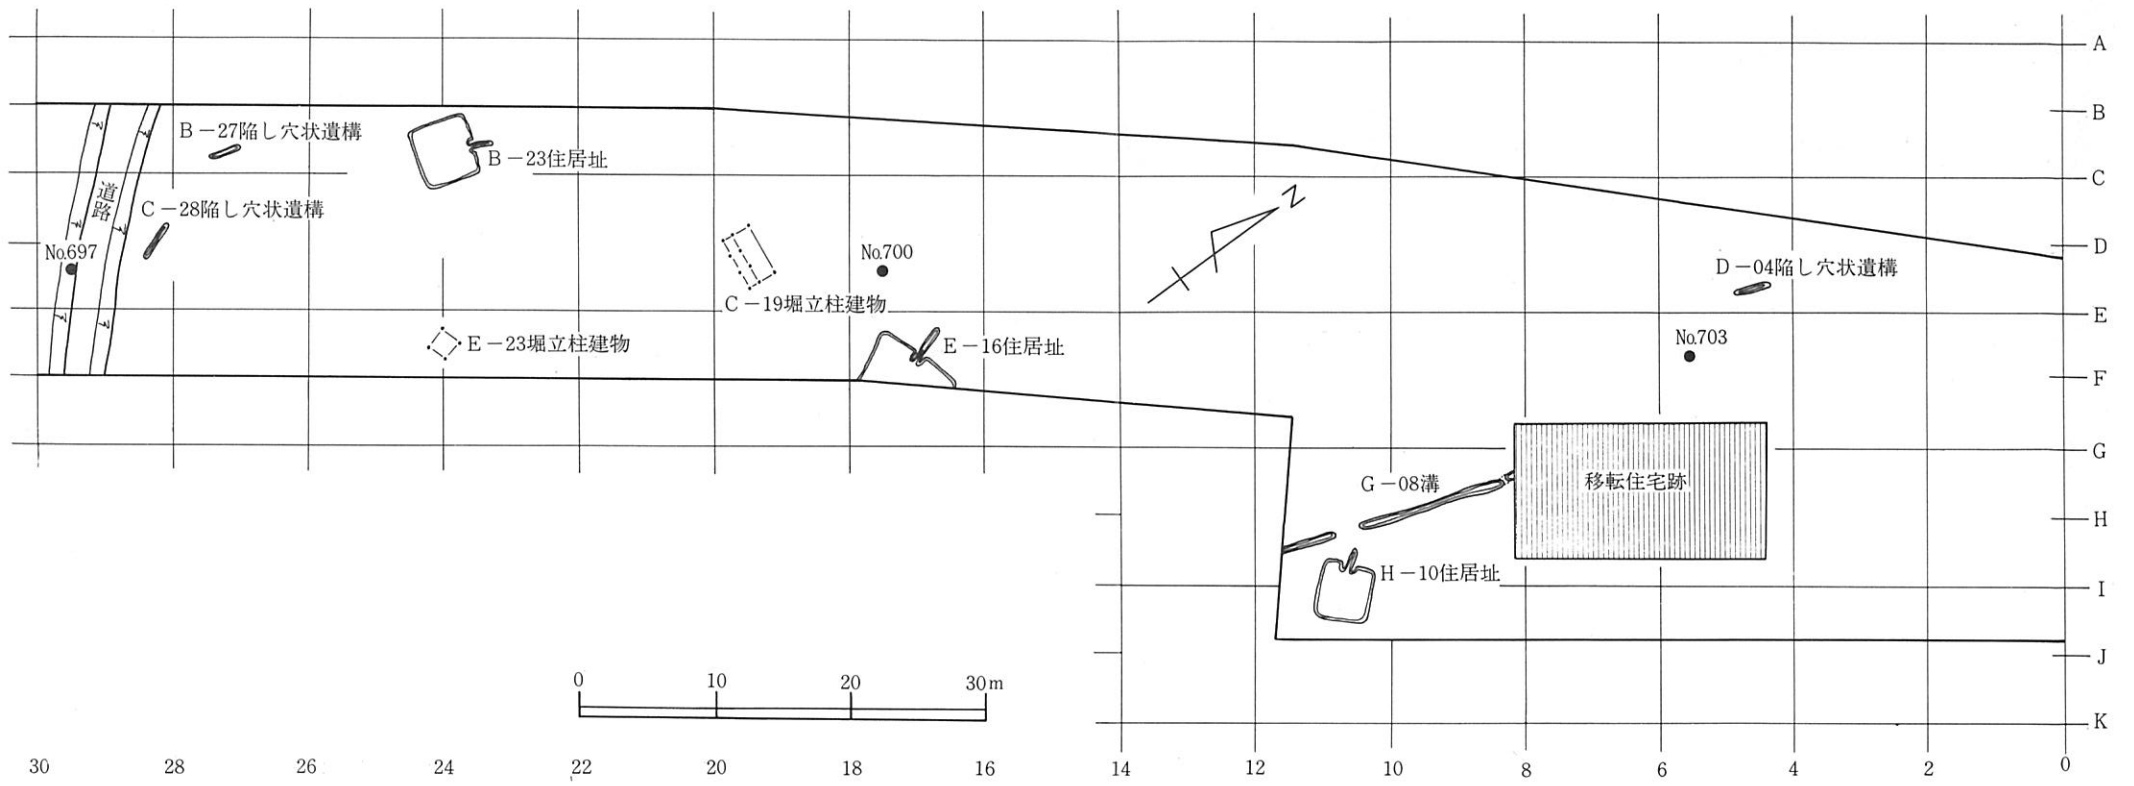 A
B
B－27陥し穴状遺構
B－23住居址
C
道路
C－28陥し穴状遺構
N
D
No.697
No.700
D－04陥し穴状遺構
C－19堀立柱建物
E
E－23堀立柱建物
E－16住居址
No.703
F
G
G－08溝
移転住宅跡
H
H－10住居址
I
J
0 10 20 30m
K
30 28 26 24 22 20 18 16 14 12 10 8 6 4 2 0